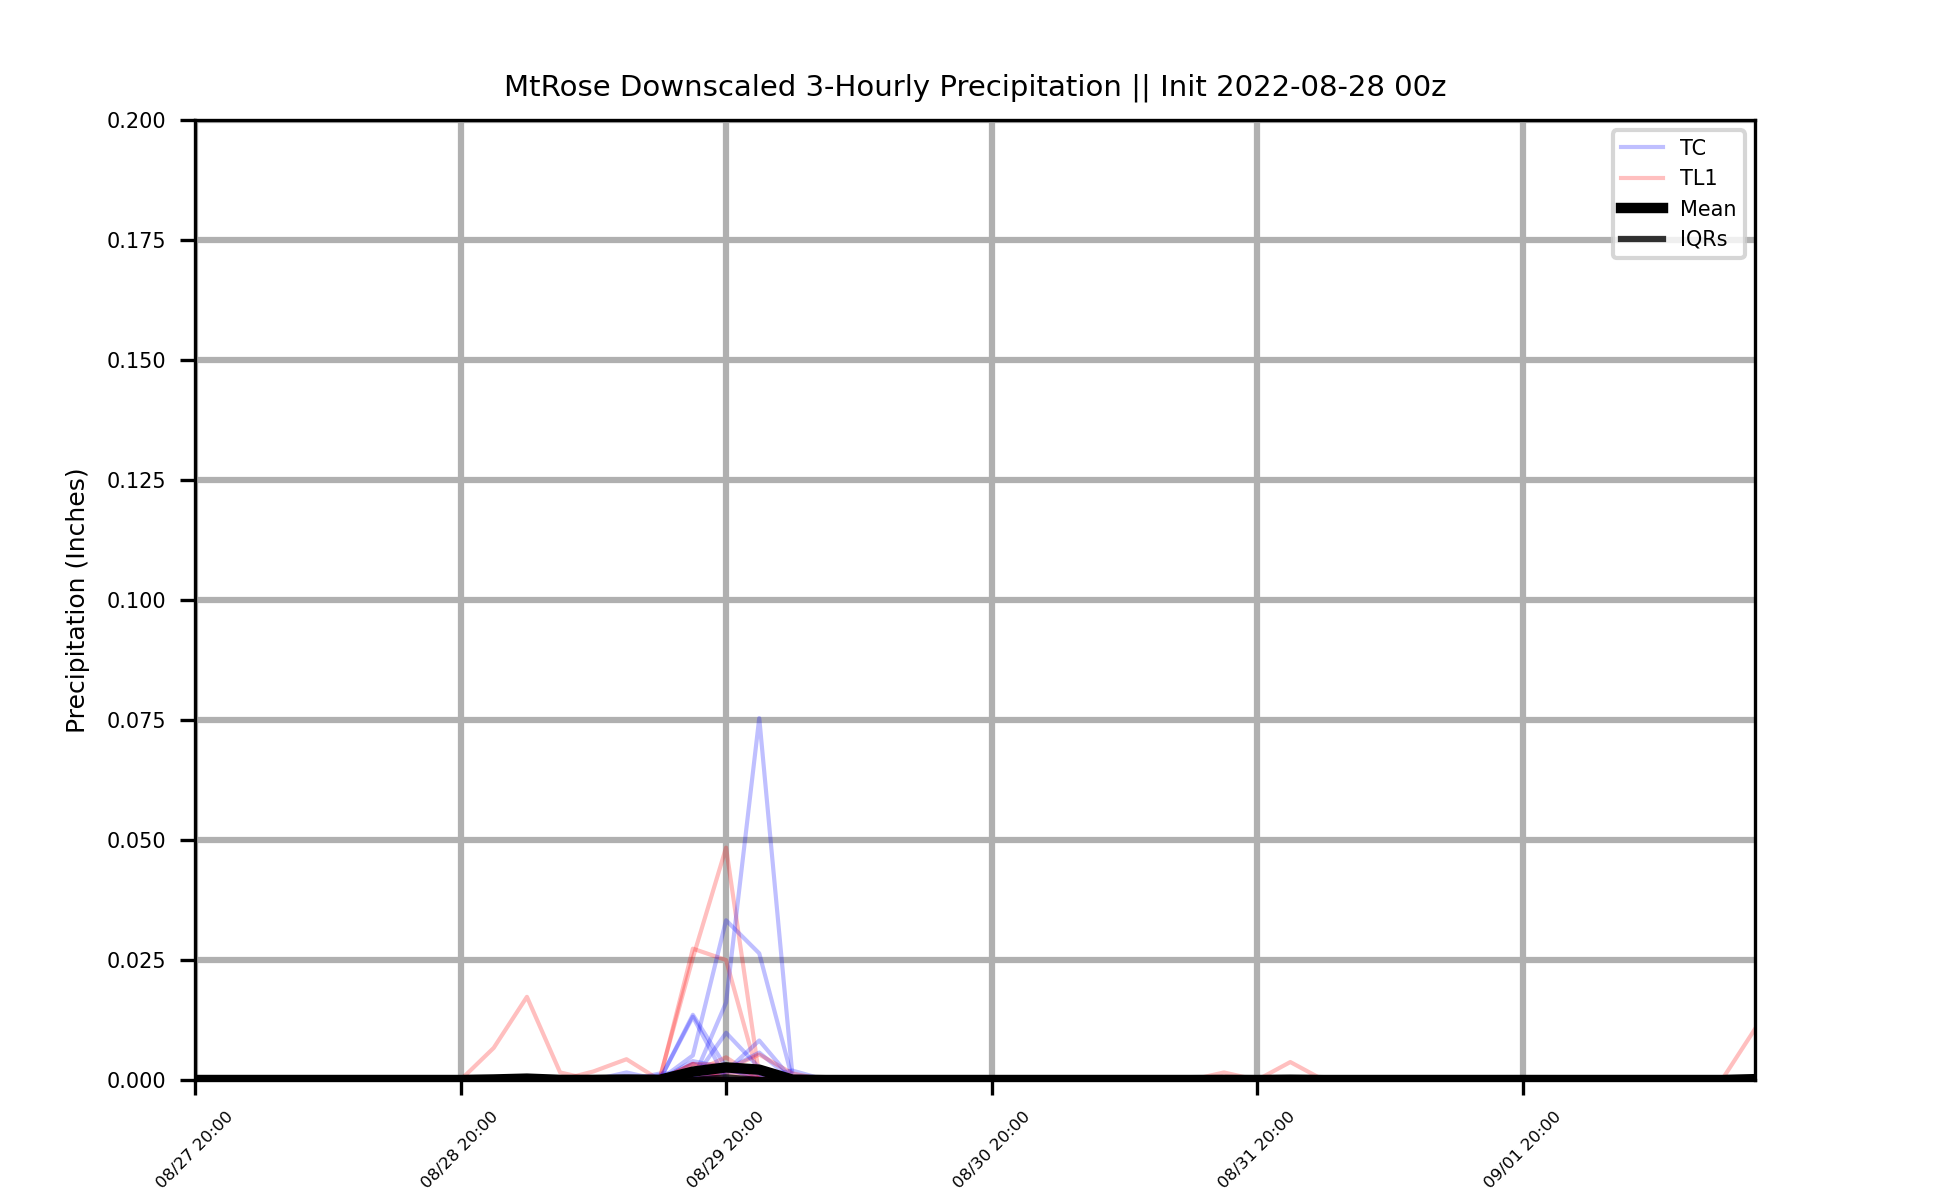 MtRose Downscaled 3-Hourly Precipitation || Init 2022-08-28 00z
TC
TL1
Mean
IQRs
Precipitation (Inches)
0.200
0.175
0.150
0.125
0.100
0.075
0.050
0.025
0.000
08/27 20:00
08/28 20:00
08/29 20:00
08/30 20:00
08/31 20:00
09/01 20:00